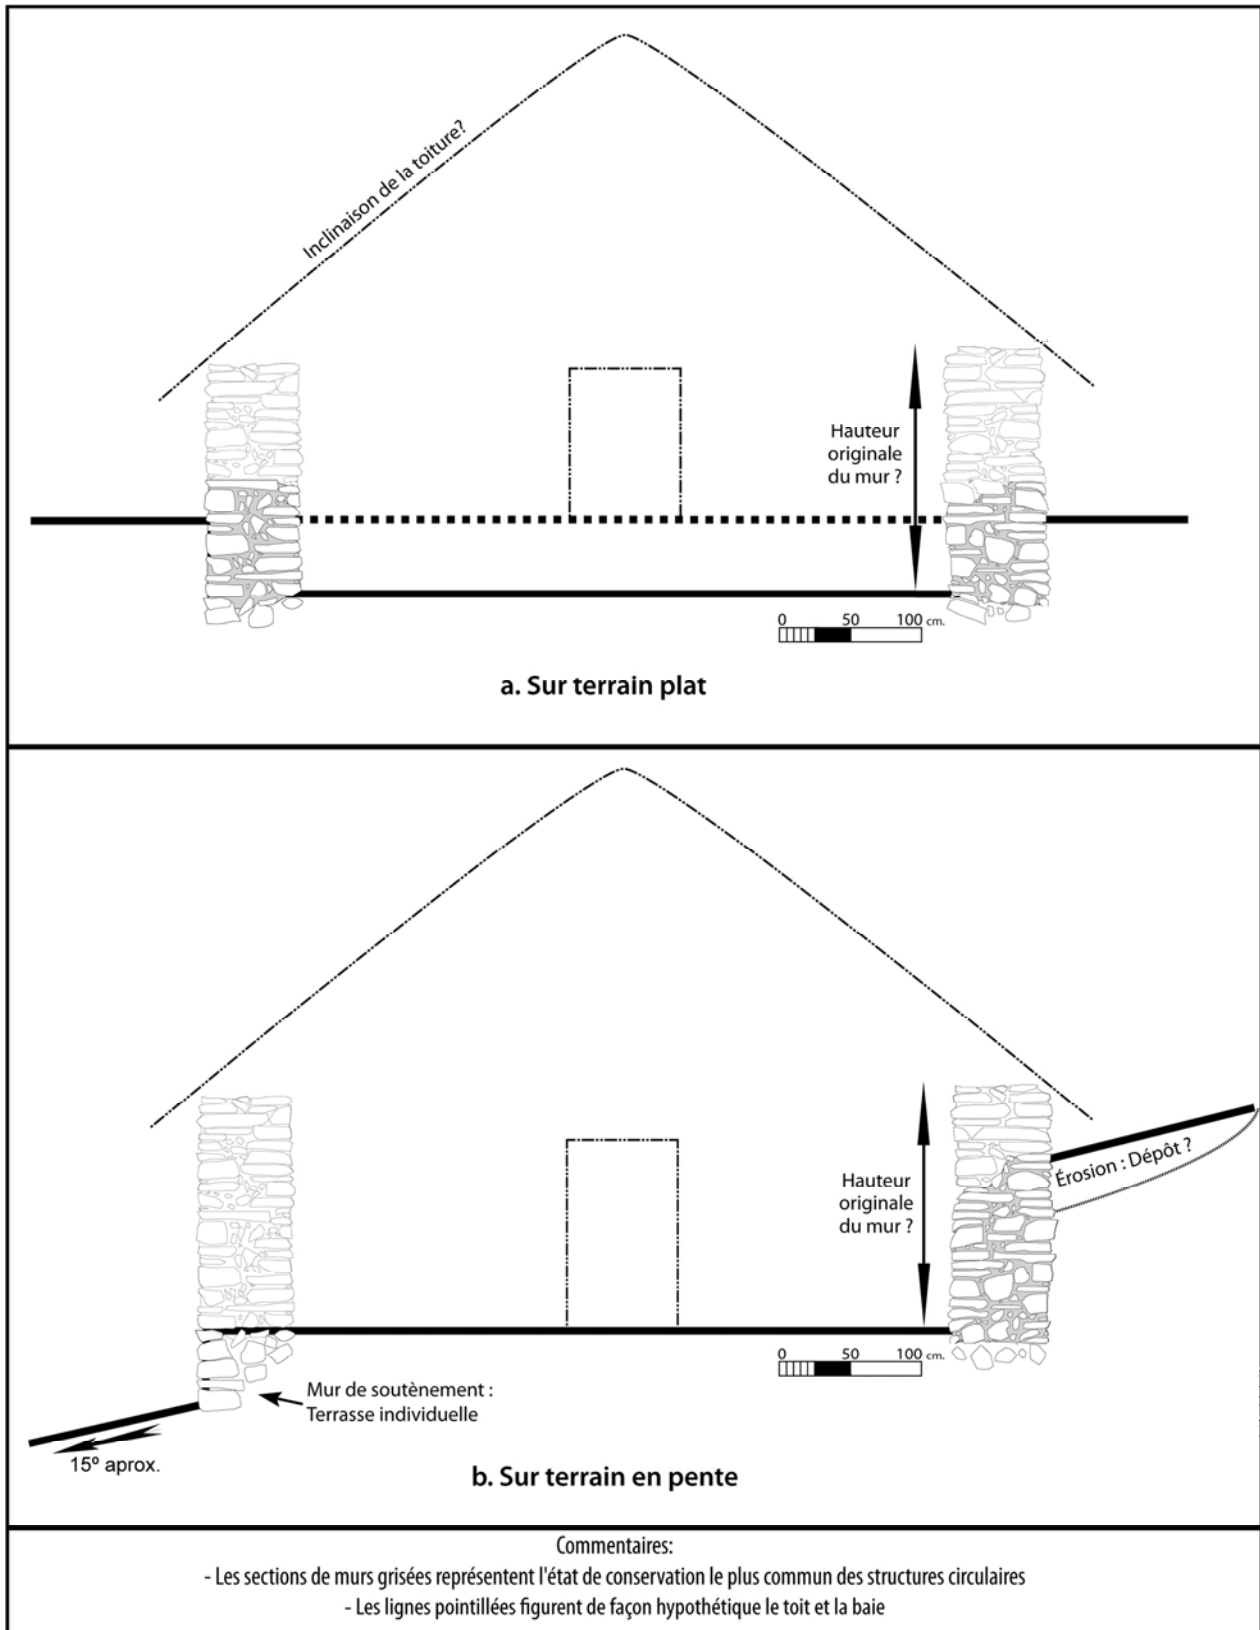 Inclinaison de la toiture?
Hauteur
originale
du mur ?
0 50 100 cm.
a. Sur terrain plat
Érosion : Dépôt ?
Hauteur
originale
du mur ?
0 50 100 cm.
Mur de soutènement :
Terrasse individuelle
15º aprox.
b. Sur terrain en pente
Commentaires:
- Les sections de murs grisées représentent l'état de conservation le plus commun des structures circulaires
- Les lignes pointillées figurent de façon hypothétique le toit et la baie